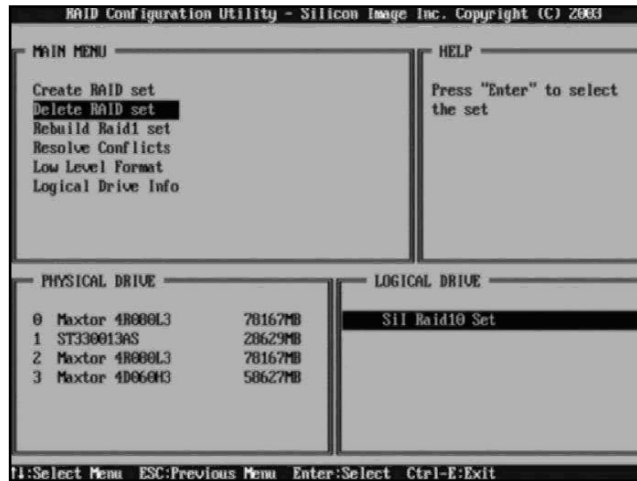 RAID Configuration Utility - Silicon Image Inc. Copyright (C) 2003
MAIN MENU
Create RAID set
Delete RAID set
Rebuild Raid1 set
Resolve Conflicts
Low Level Format
Logical Drive Info
HELP
Press "Enter" to select
the set
PHYSICAL DRIVE
0 Maxtor 4R080L3 78167MB
1 ST330013AS 28629MB
2 Maxtor 4R080L3 78167MB
3 Maxtor 4D060H3 58627MB
LOGICAL DRIVE
SiI Raid10 Set
↑↓:Select Menu ESC:Previous Menu Enter:Select Ctrl-E:Exit